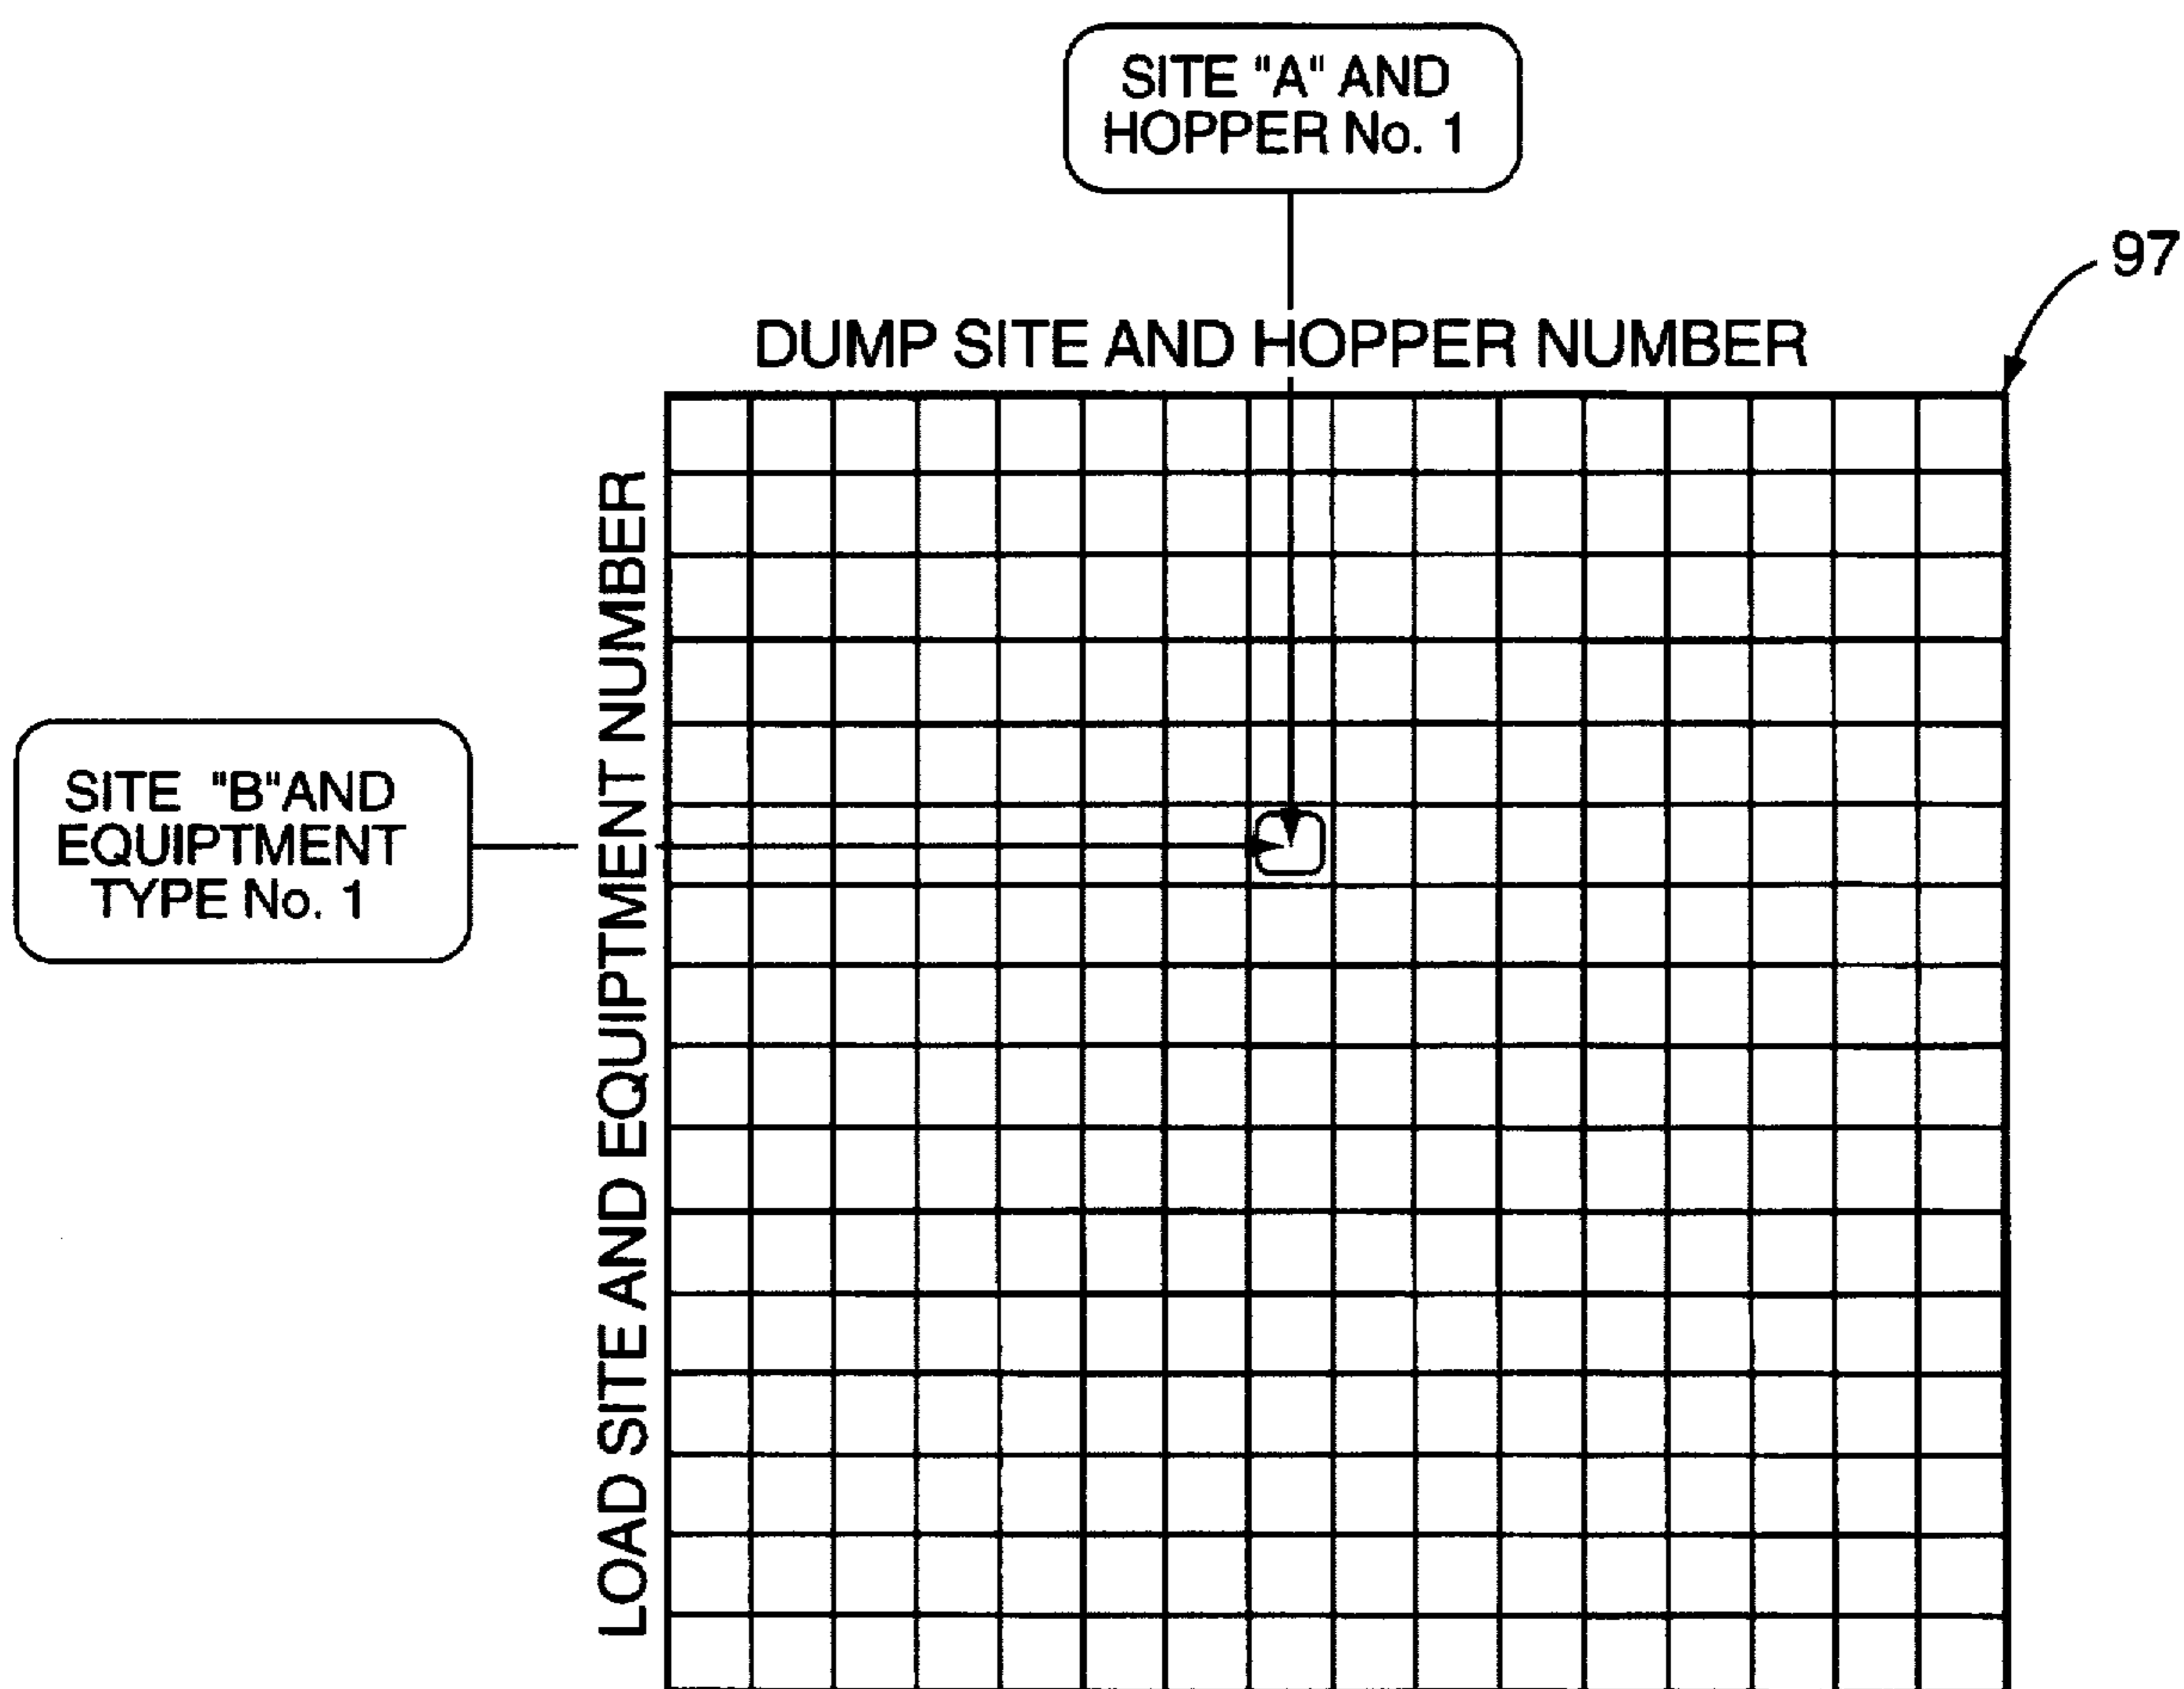 SITE "A" AND
HOPPER No. 1
97
DUMP SITE AND HOPPER NUMBER
LOAD SITE AND EQUIPTMENT NUMBER
SITE "B"AND
EQUIPTMENT
TYPE No. 1